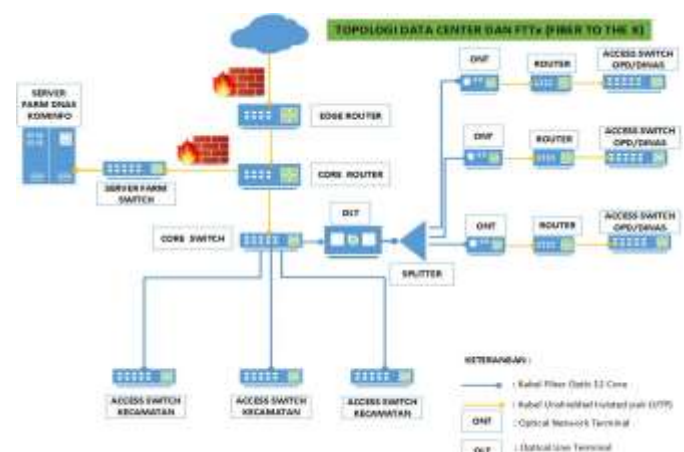 TOPOLOGI DATA CENTER DAN FTTx (FIBER TO THE X)
SERVER
FARM DINAS
KOMINFO
SERVER FARM
SWITCH
EDGE ROUTER
CORE ROUTER
CORE SWITCH
OLT
SPLITTER
ONT
ROUTER
ACCESS SWITCH
OPD/DINAS
ONT
ROUTER
ACCESS SWITCH
OPD/DINAS
ONT
ROUTER
ACCESS SWITCH
OPD/DINAS
ACCESS SWITCH
KECAMATAN
ACCESS SWITCH
KECAMATAN
ACCESS SWITCH
KECAMATAN
KETERANGAN :
: Kabel Fiber Optic 12 Core
: Kabel Unshielded twisted pair (UTP)
ONT : Optical Network Terminal
OLT : Optical Line Terminal